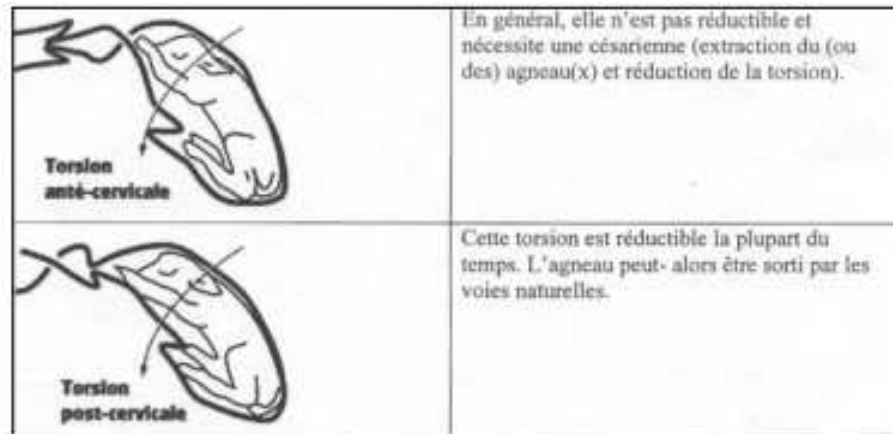 En général, elle n'est pas réductible et
nécessite une césarienne (extraction du (ou
des) agneau(x) et réduction de la torsion).
Torsion
anté-cervicale
Cette torsion est réductible la plupart du
temps. L'agneau peut- alors être sorti par les
voies naturelles.
Torsion
post-cervicale